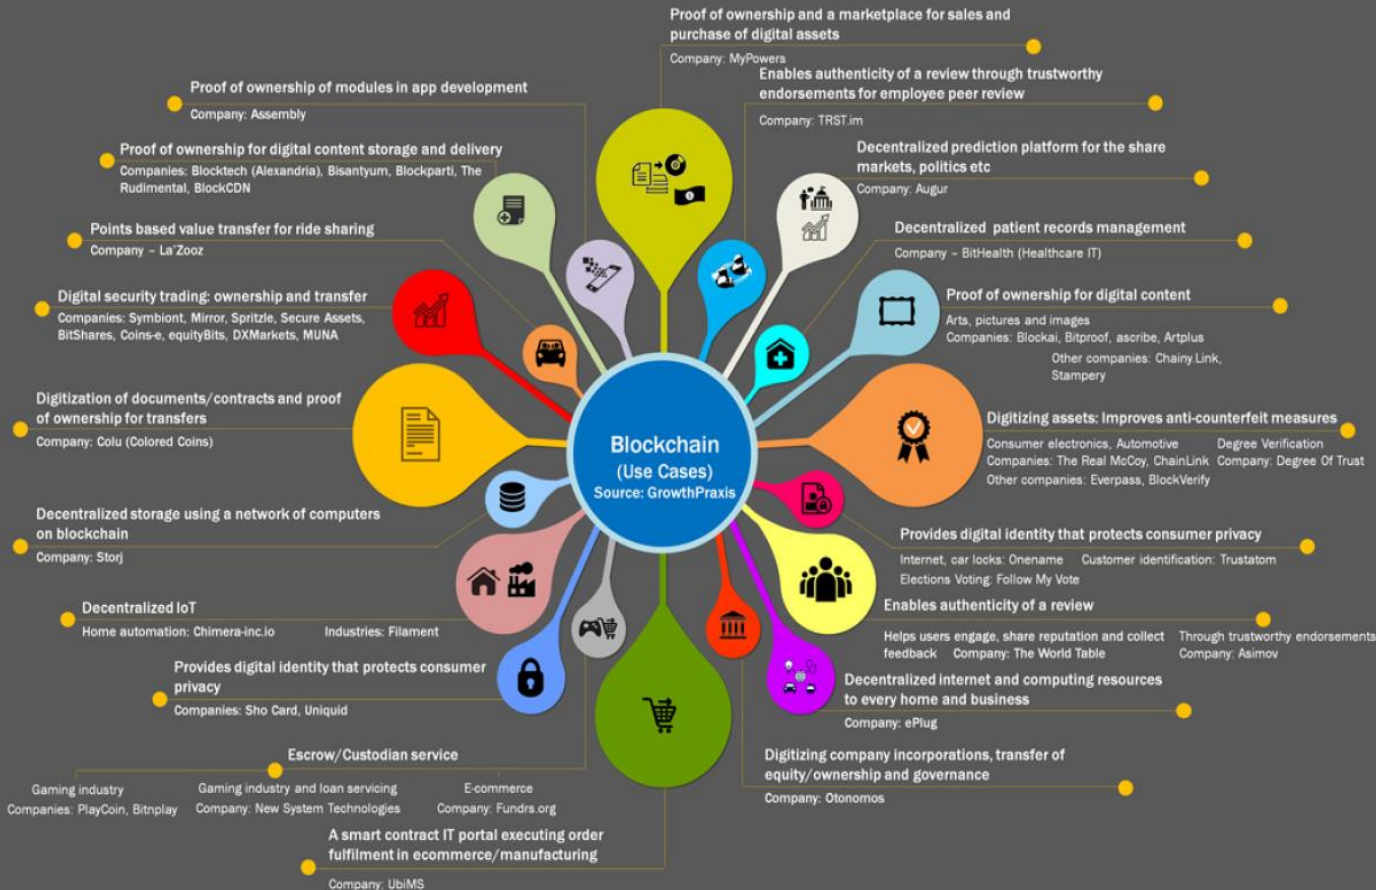 Proof of ownership and a marketplace for sales and
purchase of digital assets
Company: MyPowers
Enables authenticity of a review through trustworthy
endorsements for employee peer review
Company: TRST.im
Decentralized prediction platform for the share
markets, politics etc
Company: Augur
Decentralized patient records management
Company – BitHealth (Healthcare IT)
Proof of ownership for digital content
Arts, pictures and images
Companies: Blockai, Bitproof, ascribe, Artplus
Other companies: Chainy.Link,
Stampery
Digitizing assets: Improves anti-counterfeit measures
Consumer electronics, Automotive
Companies: The Real McCoy, ChainLink
Degree Verification
Company: Degree Of Trust
Other companies: Everpass, BlockVerify
Provides digital identity that protects consumer privacy
Internet, car locks: Onename
Customer identification: Trustatom
Elections Voting: Follow My Vote
Enables authenticity of a review
Helps users engage, share reputation and collect
feedback Company: The World Table
Through trustworthy endorsements
Company: Asimov
Decentralized internet and computing resources
to every home and business
Company: ePlug
Digitizing company incorporations, transfer of
equity/ownership and governance
Company: Otonomos
Proof of ownership of modules in app development
Company: Assembly
Proof of ownership for digital content storage and delivery
Companies: Blocktech (Alexandria), Bisantyum, Blockparti, The
Rudimental, BlockCDN
Points based value transfer for ride sharing
Company – La'Zooz
Digital security trading: ownership and transfer
Companies: Symbiont, Mirror, Spritzle, Secure Assets,
BitShares, Coins-e, equityBits, DXMarkets, MUNA
Digitization of documents/contracts and proof
of ownership for transfers
Company: Colu (Colored Coins)
Decentralized storage using a network of computers
on blockchain
Company: Storj
Decentralized IoT
Home automation: Chimera-inc.io
Industries: Filament
Provides digital identity that protects consumer
privacy
Companies: Sho Card, Uniquid
Escrow/Custodian service
Gaming industry
Companies: PlayCoin, Bitnplay
Gaming industry and loan servicing
Company: New System Technologies
E-commerce
Company: Fundrs.org
A smart contract IT portal executing order
fulfilment in ecommerce/manufacturing
Company: UbiMS
Blockchain
(Use Cases)
Source: GrowthPraxis